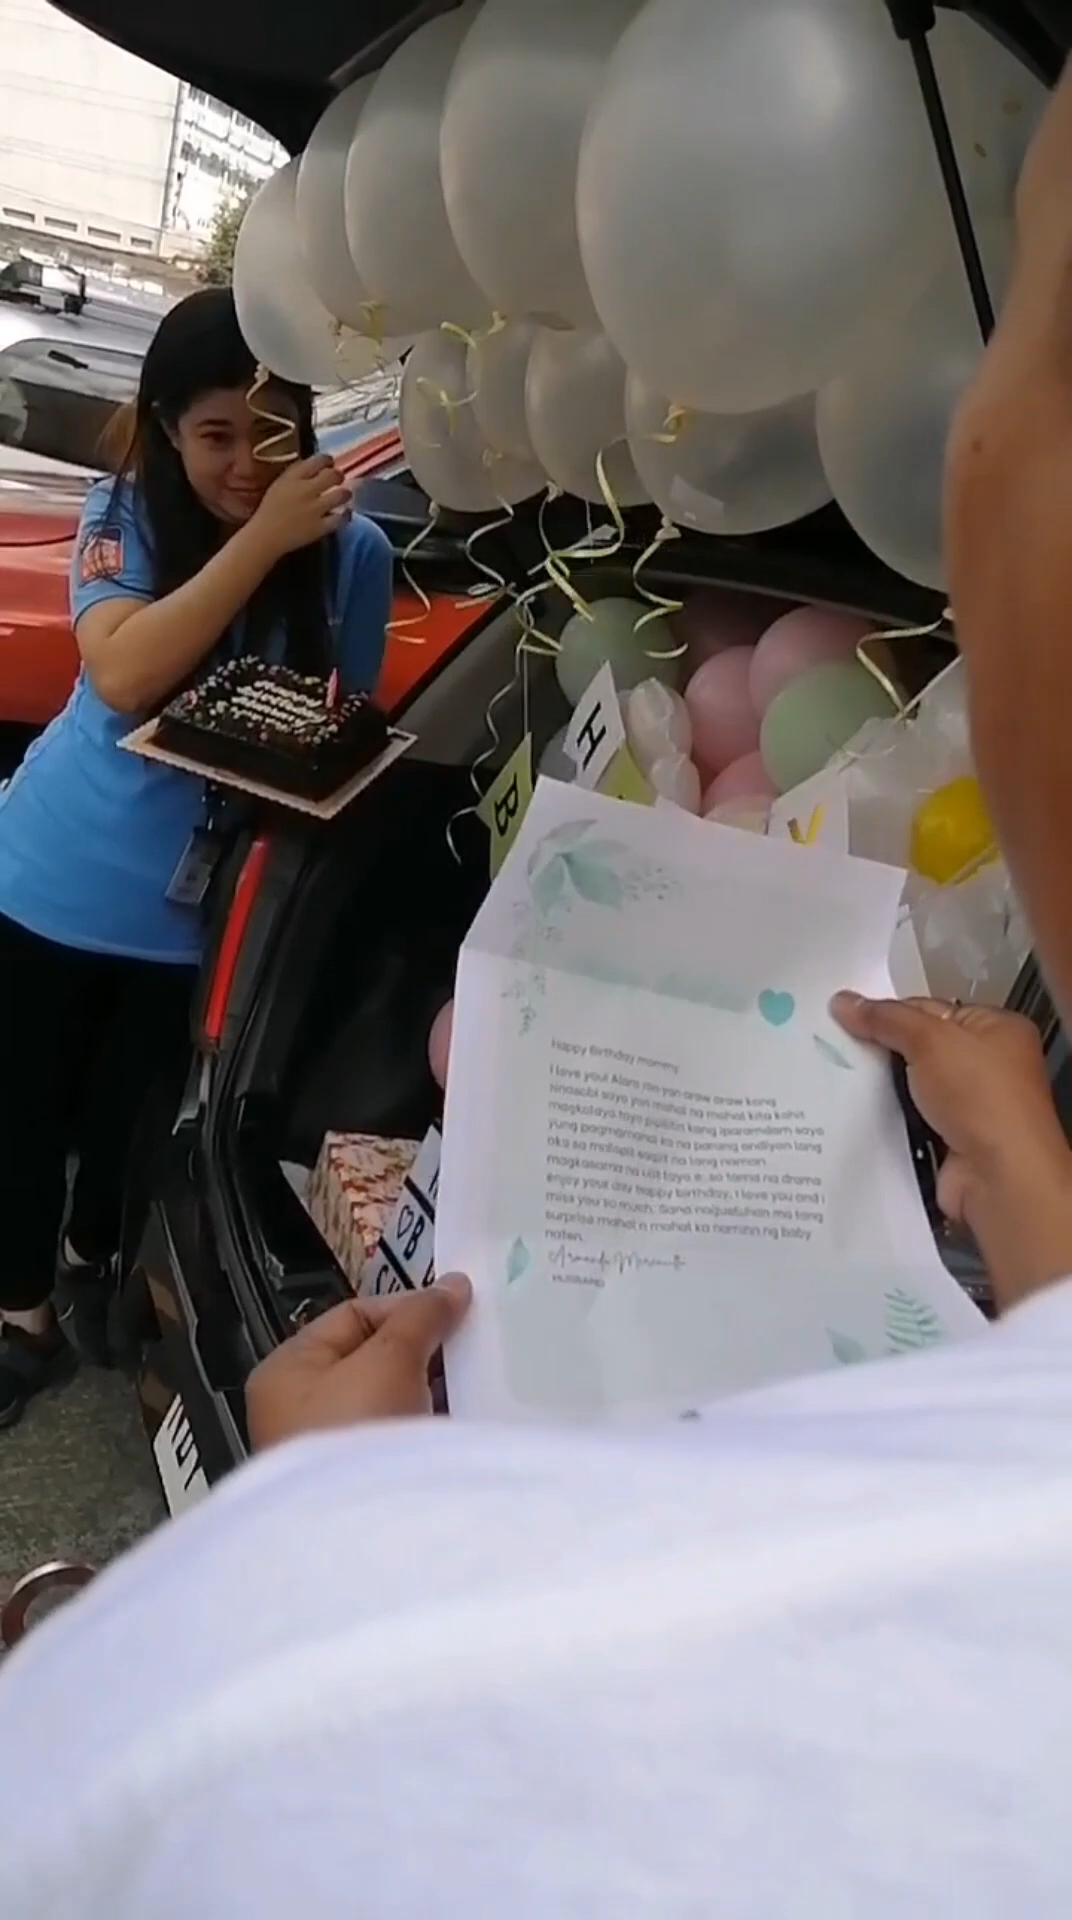 Happy
Birthday
H
B
Happy Birthday mommy
I love you! Alam mo yan araw araw kong
sinasabi sayo yan mahal na mahal kita kahit
magkalayo tayo pipilitin kong iparamdam sayo
yung pagmamahal ko na parang andiyan lang
ako sa malapit saglit na lang naman
magkasama na ulit tayo e. so tama na drama
enjoy your day happy birthday, I love you and I
miss you so much. Sana nagustuhan mo tong
surprise mahal n mahal ka namin ng baby
naten.
HUSBAND
B